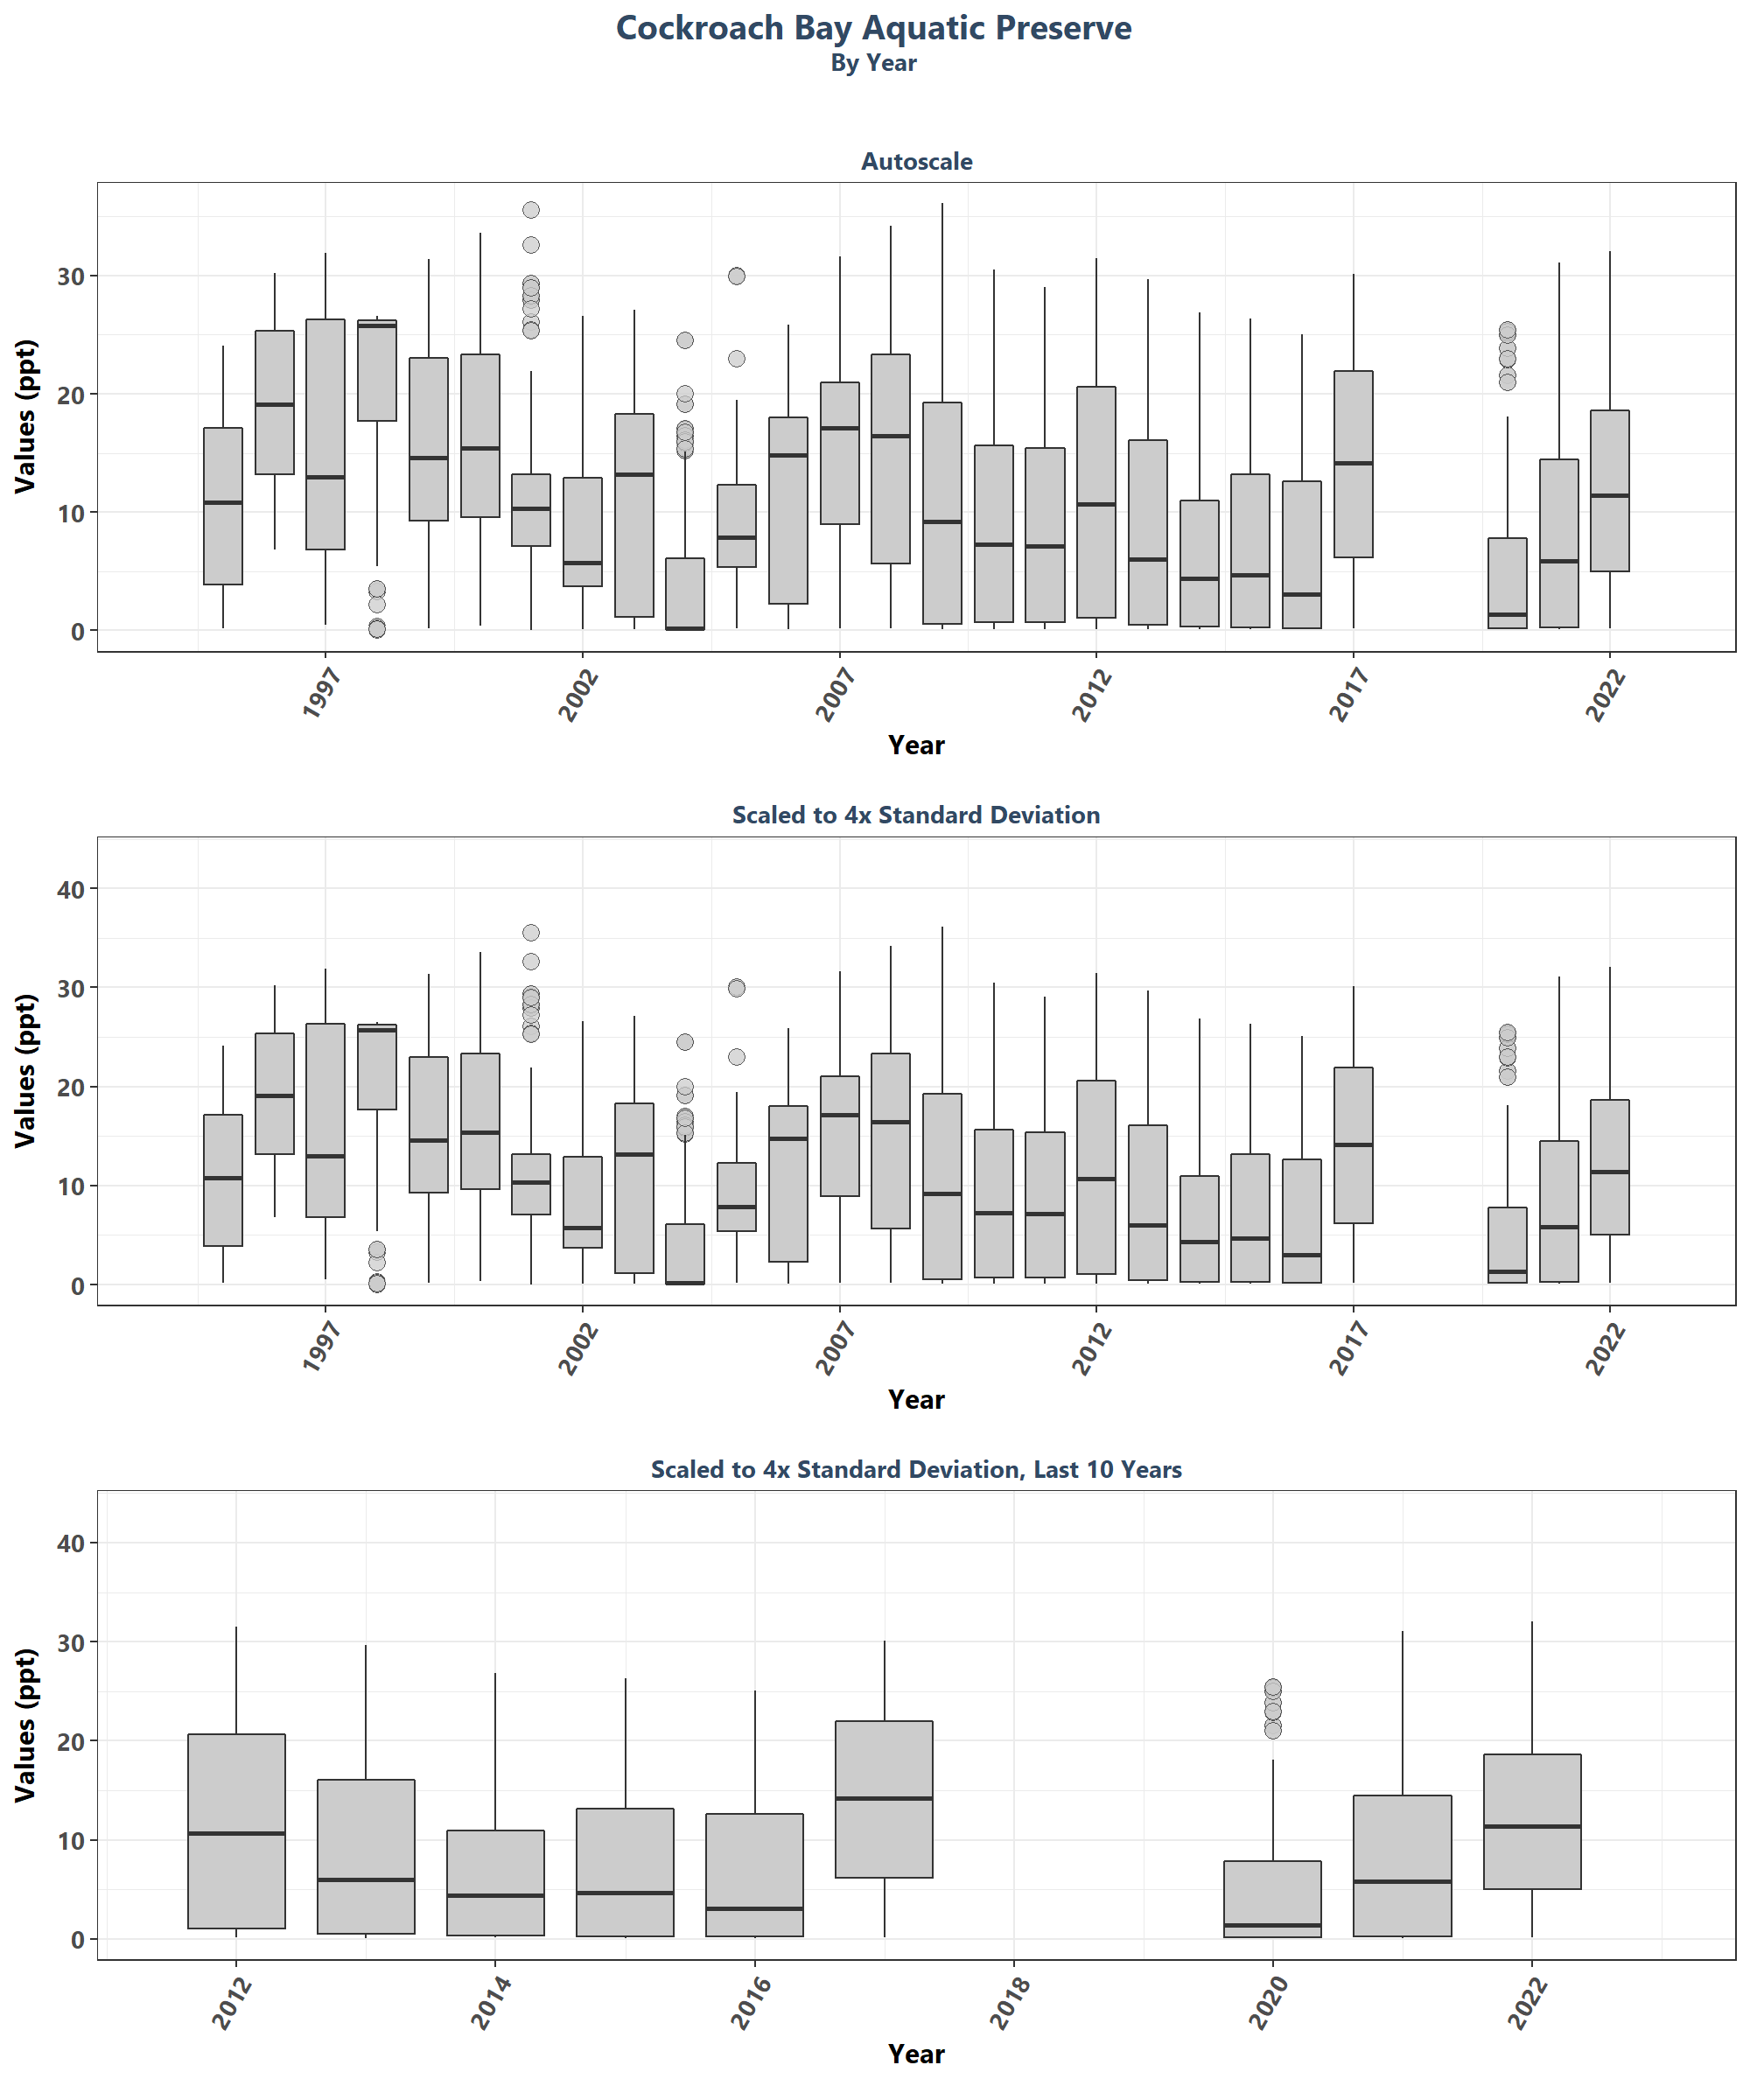 Cockroach Bay Aquatic Preserve
By Year
Autoscale
Values (ppt)
30
20
10
0
1997 2002 2007 2012 2017 2022
Year
Scaled to 4x Standard Deviation
Values (ppt)
40
30
20
10
0
1997 2002 2007 2012 2017 2022
Year
Scaled to 4x Standard Deviation, Last 10 Years
Values (ppt)
40
30
20
10
0
2012 2014 2016 2018 2020 2022
Year